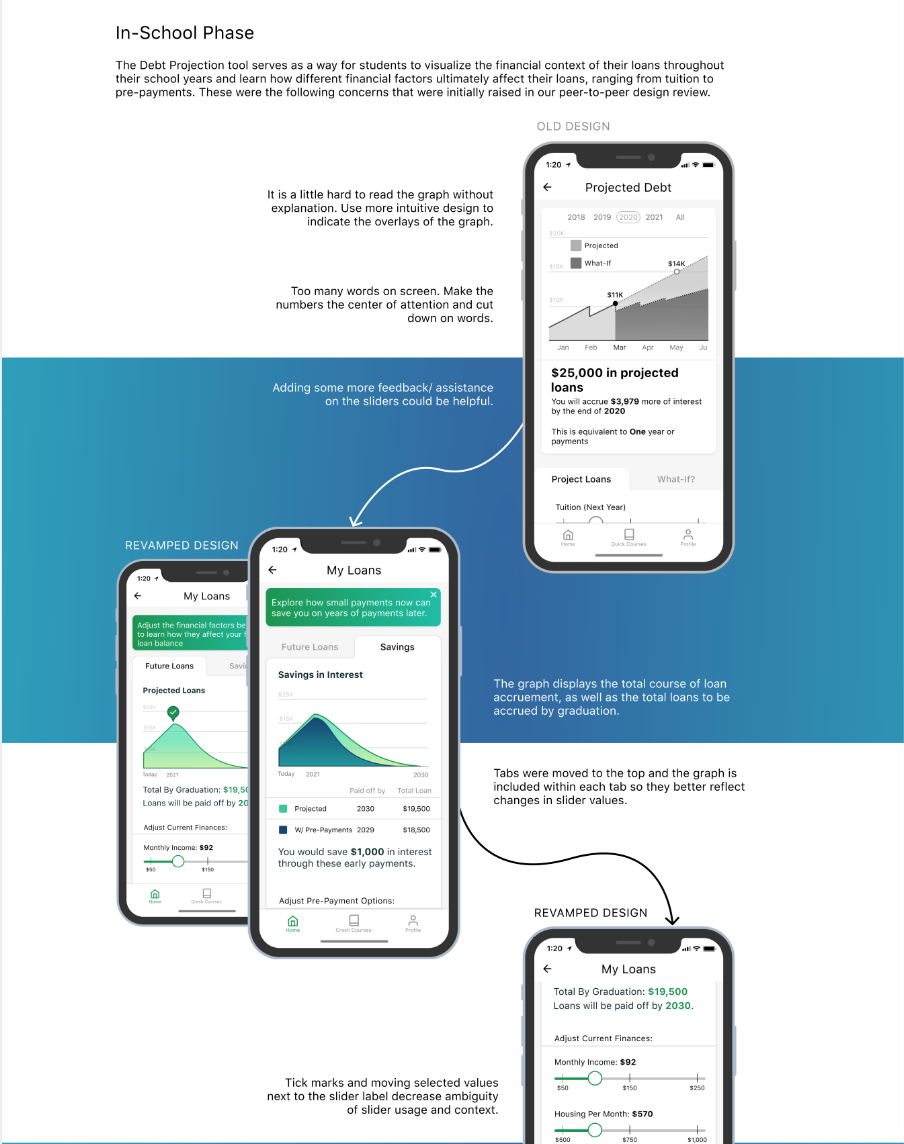 In-School Phase
The Debt Projection tool serves as a way for students to visualize the financial context of their loans throughout
their school years and learn how different financial factors ultimately affect their loans, ranging from tuition to
pre-payments. These were the following concerns that were initially raised in our peer-to-peer design review.
OLD DESIGN
It is a little hard to read the graph without
explanation. Use more intuitive design to
indicate the overlays of the graph.
Too many words on screen. Make the
numbers the center of attention and cut
down on words.
Adding some more feedback/ assistance
on the sliders could be helpful.
1:20
Projected Debt
2018 2019 2020 2021 All
$20K
Projected
$15K
What-If
$14K
$10K
$11K
Jan Feb Mar Apr May Ju
$25,000 in projected
loans
You will accrue $3,979 more of interest
by the end of 2020
This is equivalent to One year or
payments
Project Loans What-If?
Tuition (Next Year)
Home Quick Courses Profile
REVAMPED DESIGN
1:20
My Loans
Adjust the financial factors be
to learn how they affect your f
loan balance
Future Loans Savi
Projected Loans
$15K
Today 2021
Total By Graduation: $19,50
Loans will be paid off by 20
Adjust Current Finances:
Monthly Income: $92
$50 $150
Home Crash Courses
1:20
My Loans
Explore how small payments now can
save you on years of payments later.
Future Loans Savings
Savings in Interest
$25K
$15K
Today 2021 2030
Paid off by Total Loan
Projected 2030 $19,500
W/ Pre-Payments 2029 $18,500
You would save $1,000 in interest
through these early payments.
Adjust Pre-Payment Options:
Home Crash Courses Profile
The graph displays the total course of loan
accruement, as well as the total loans to be
accrued by graduation.
Tabs were moved to the top and the graph is
included within each tab so they better reflect
changes in slider values.
REVAMPED DESIGN
1:20
My Loans
Total By Graduation: $19,500
Loans will be paid off by 2030.
Adjust Current Finances:
Monthly Income: $92
$50 $150 $250
Housing Per Month: $570
$500 $750 $1,000
Tick marks and moving selected values
next to the slider label decrease ambiguity
of slider usage and context.